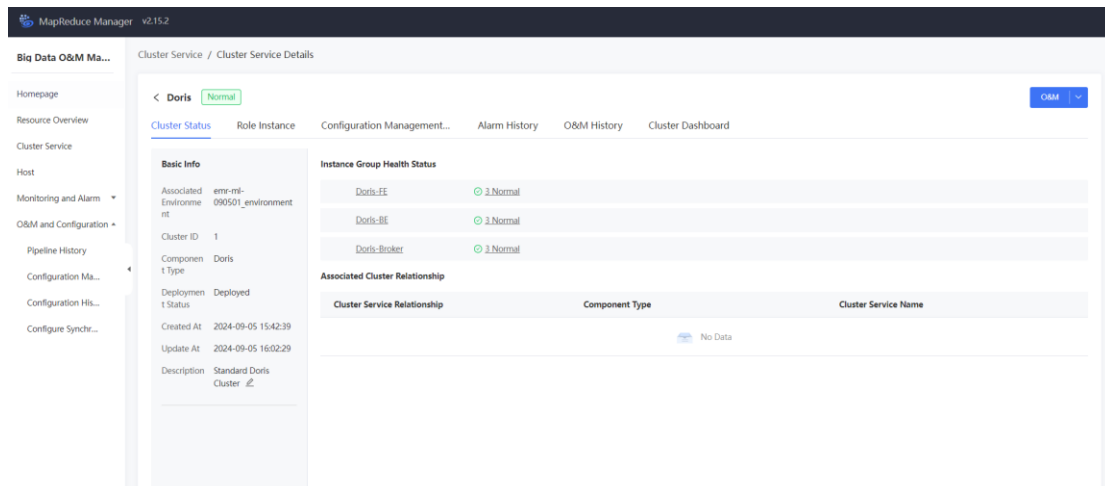 MapReduce Manager v2.15.2
Big Data O&M Ma...
Homepage
Resource Overview
Cluster Service
Host
Monitoring and Alarm
O&M and Configuration
Pipeline History
Configuration Ma...
Configuration His...
Configure Synchr...
Cluster Service / Cluster Service Details
Doris Normal
O&M
Cluster Status Role Instance Configuration Management... Alarm History O&M History Cluster Dashboard
Basic Info
Associated emr-ml-
Environme 090501_environment
nt
Cluster ID 1
Componen Doris
t Type
Deploymen Deployed
t Status
Created At 2024-09-05 15:42:39
Update At 2024-09-05 16:02:29
Description Standard Doris
Cluster
Instance Group Health Status
Doris-FE 3 Normal
Doris-BE 3 Normal
Doris-Broker 3 Normal
Associated Cluster Relationship
Cluster Service Relationship Component Type Cluster Service Name
No Data